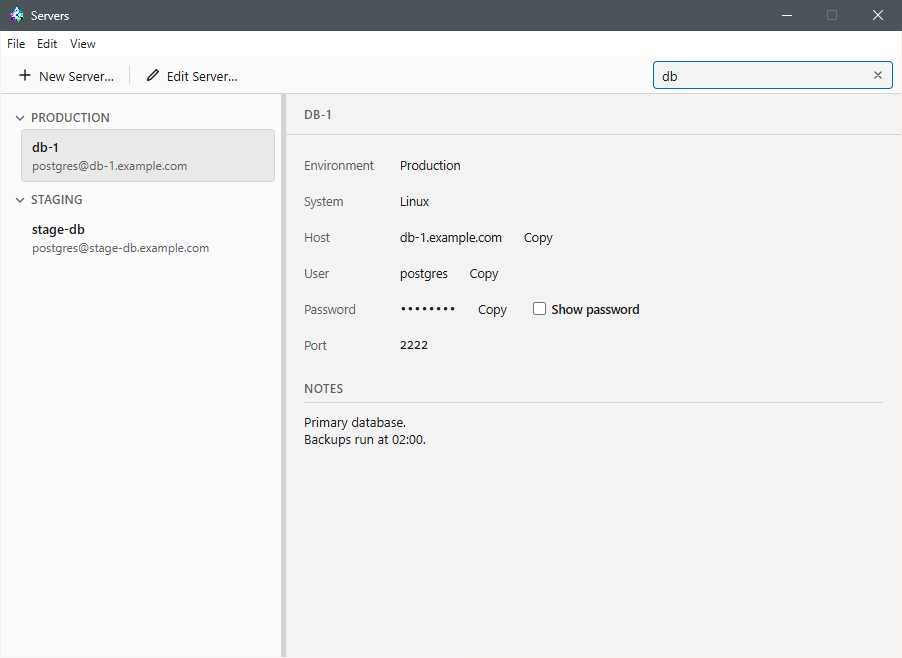 Servers
File Edit View
New Server... Edit Server... db
PRODUCTION
db-1
postgres@db-1.example.com
STAGING
stage-db
postgres@stage-db.example.com
DB-1
Environment Production
System Linux
Host db-1.example.com Copy
User postgres Copy
Password •••••••• Copy Show password
Port 2222
NOTES
Primary database.
Backups run at 02:00.